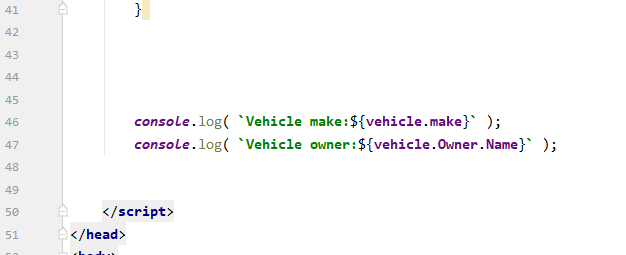 41 }
42
43
44
45
46 console.log( `Vehicle make:${vehicle.make}` );
47 console.log( `Vehicle owner:${vehicle.Owner.Name}` );
48
49
50 </script>
51 </head>
<body>